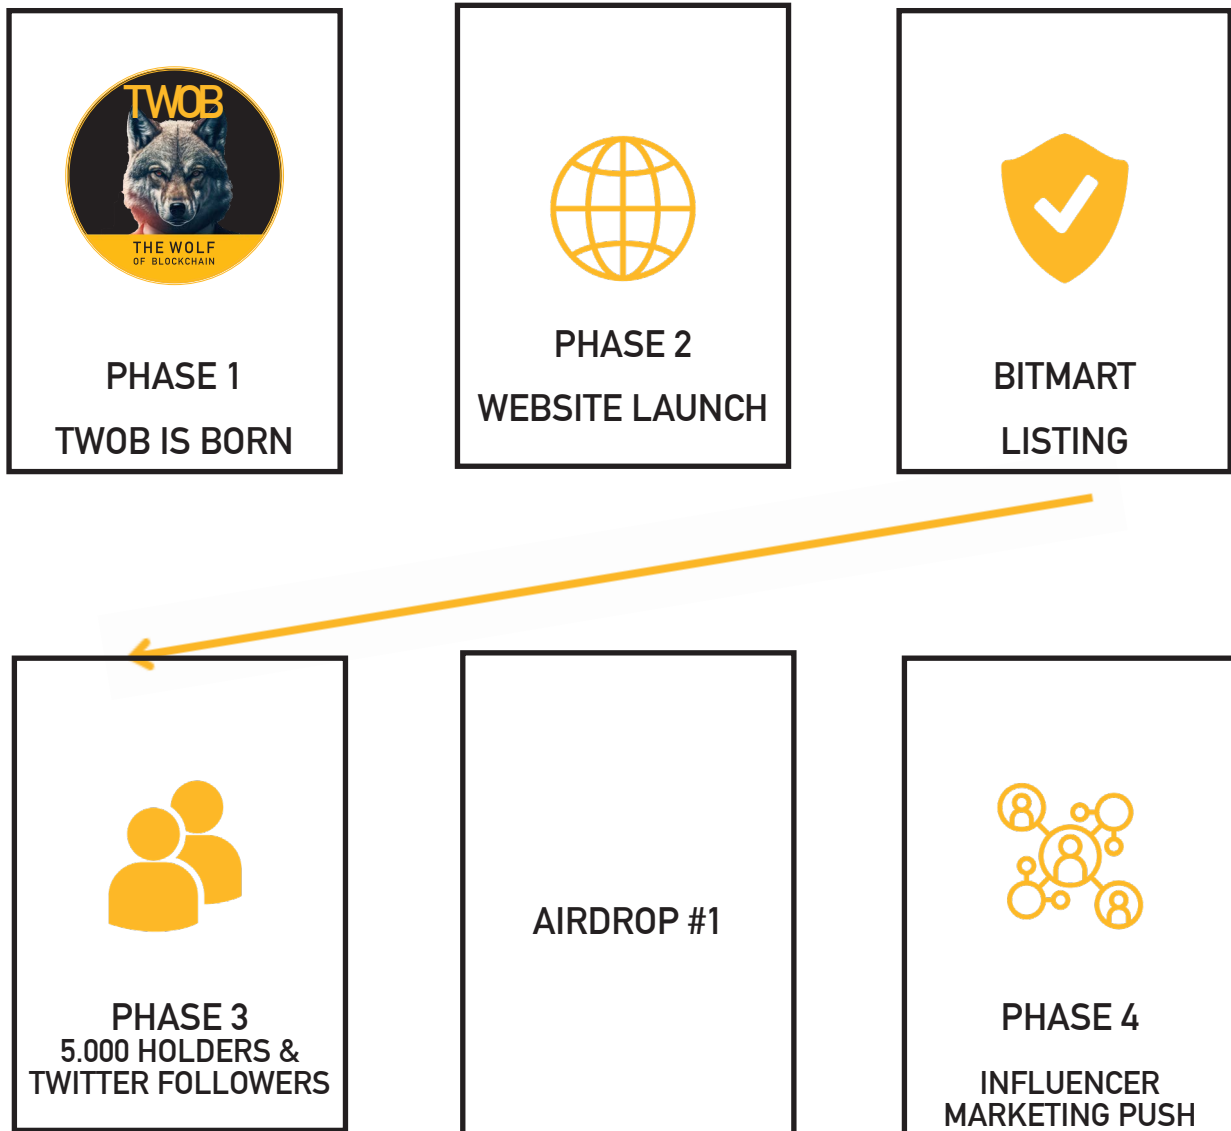 TWOB
THE WOLF
OF BLOCKCHAIN
PHASE 1
TWOB IS BORN
PHASE 2
WEBSITE LAUNCH
BITMART
LISTING
PHASE 3
5.000 HOLDERS &
TWITTER FOLLOWERS
AIRDROP #1
PHASE 4
INFLUENCER
MARKETING PUSH